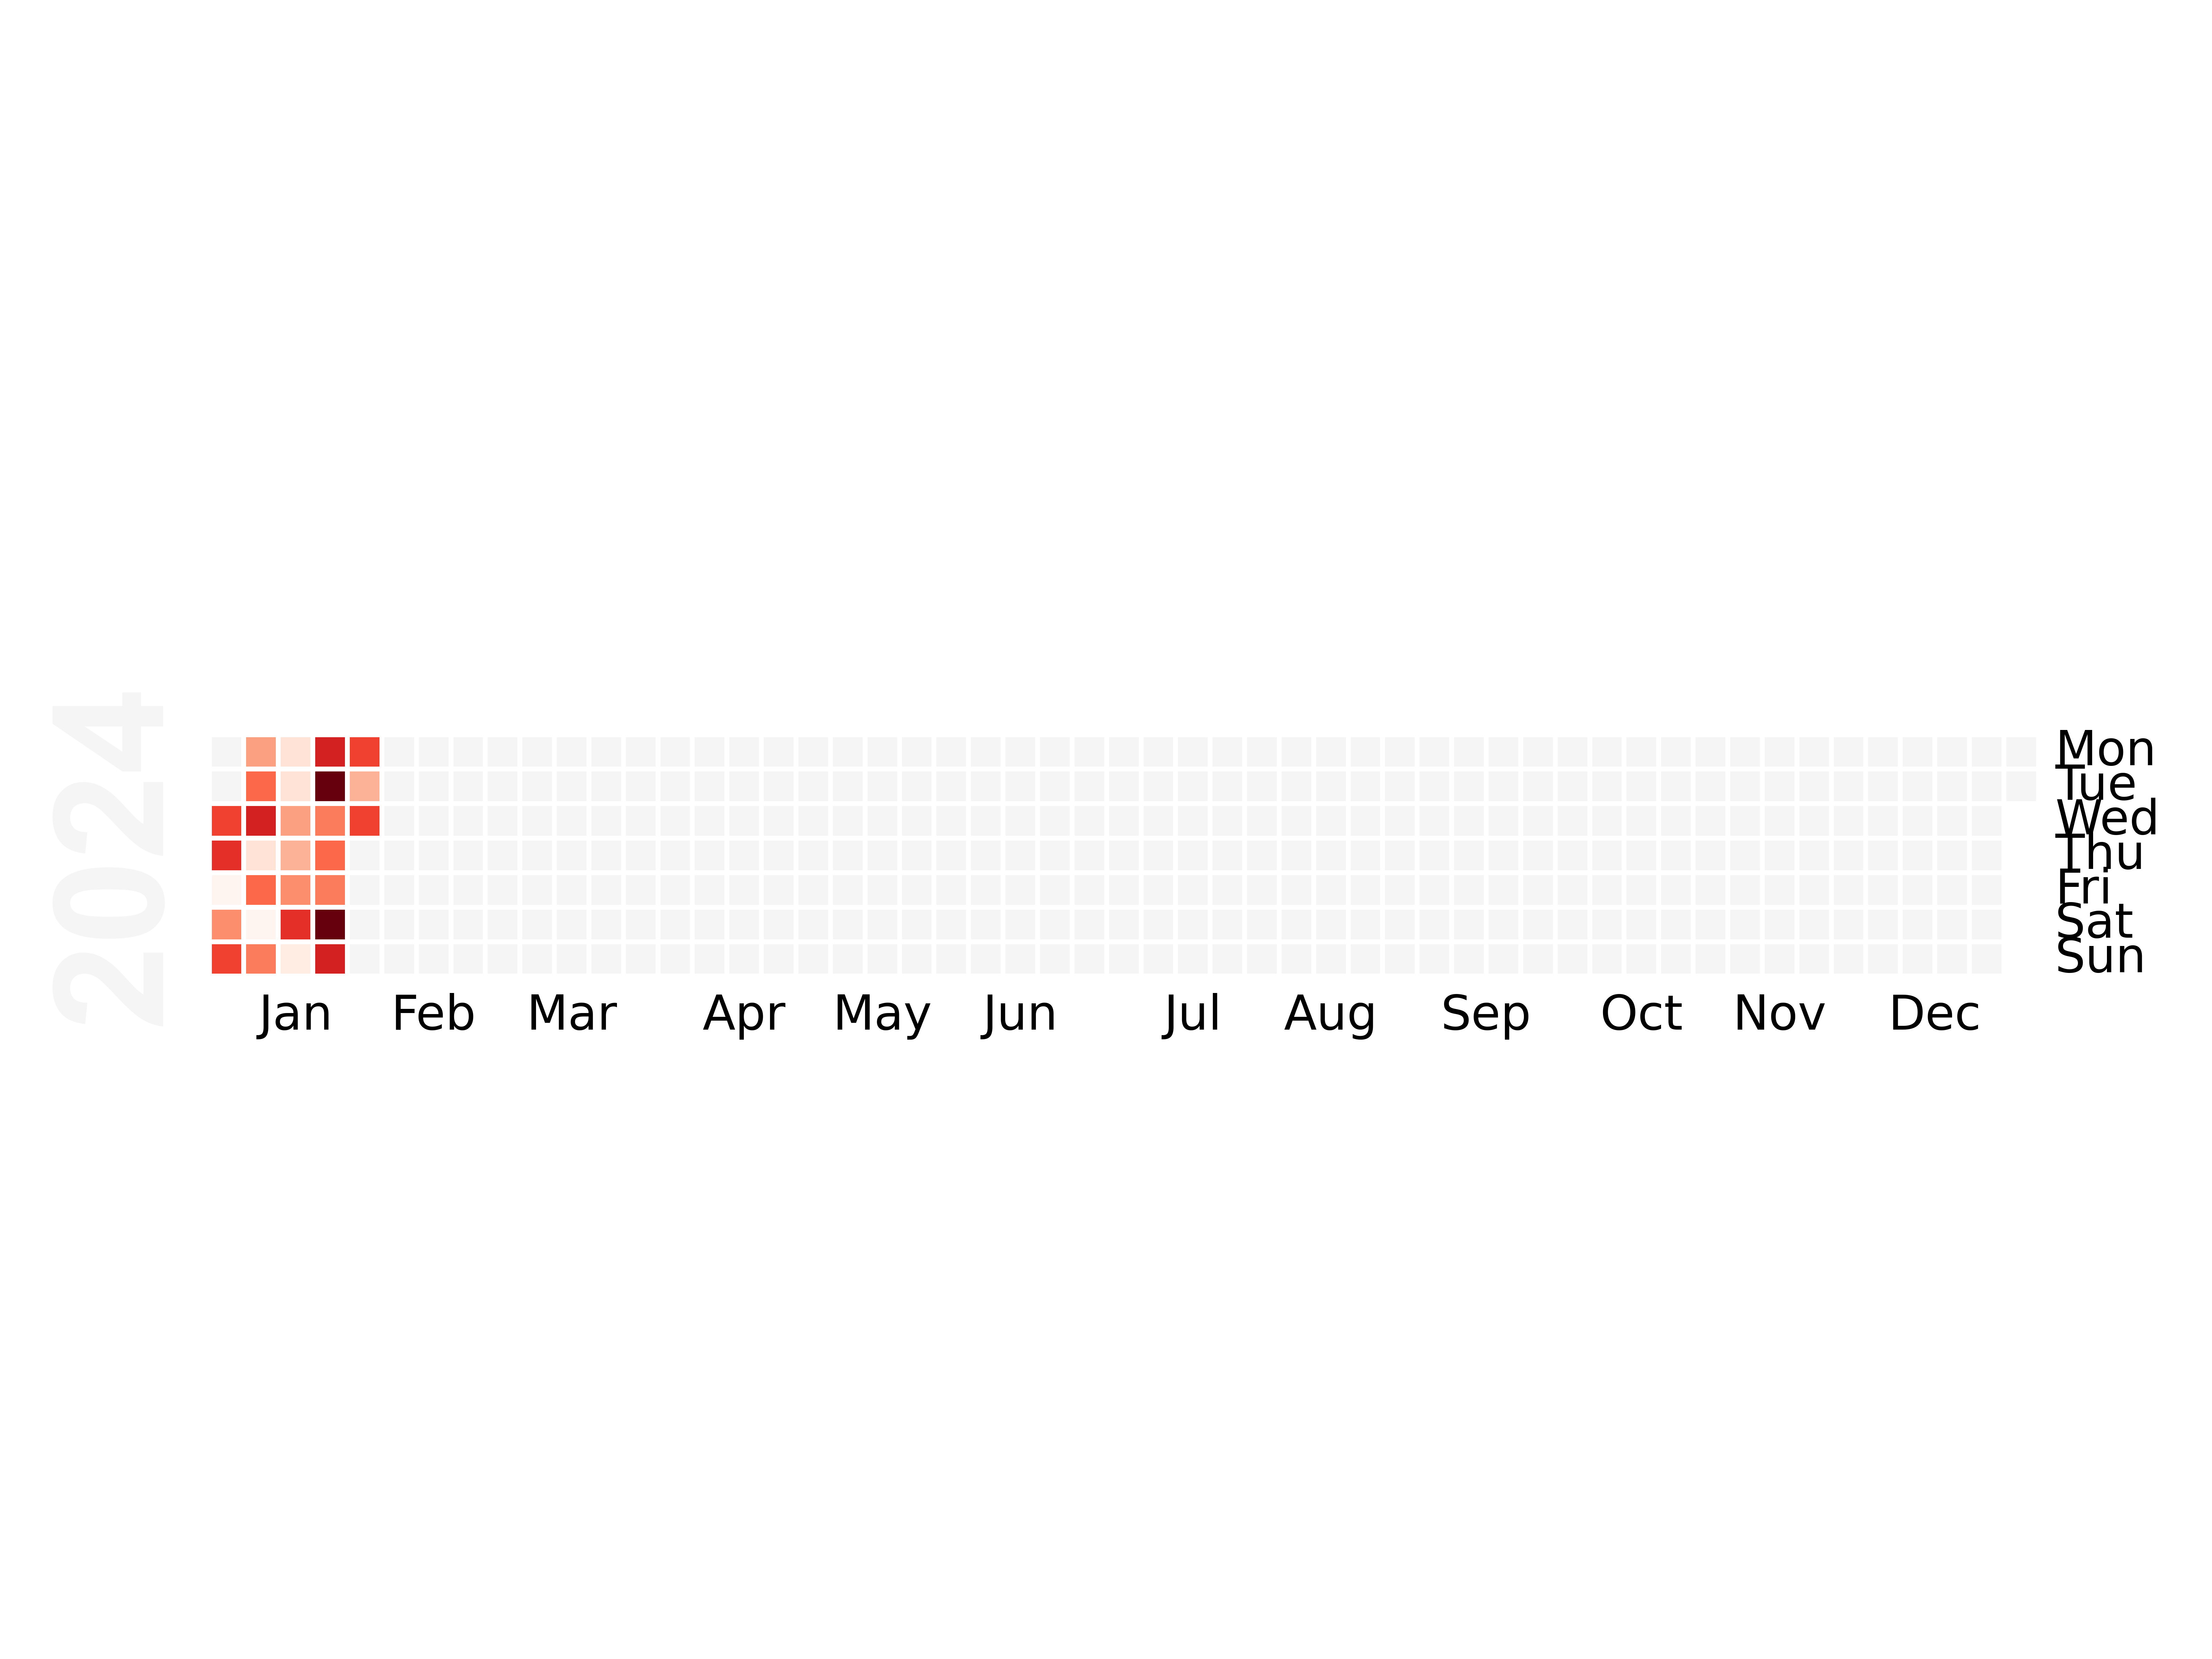 2024
Mon
Tue
Wed
Thu
Fri
Sat
Sun
Jan Feb Mar Apr May Jun Jul Aug Sep Oct Nov Dec